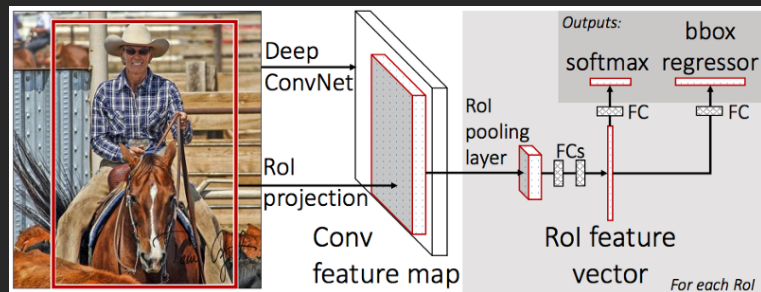 Deep
ConvNet
RoI
projection
Conv
feature map
RoI
pooling
layer
FCs
RoI feature
vector
Outputs:
softmax
bbox
regressor
FC
FC
For each RoI